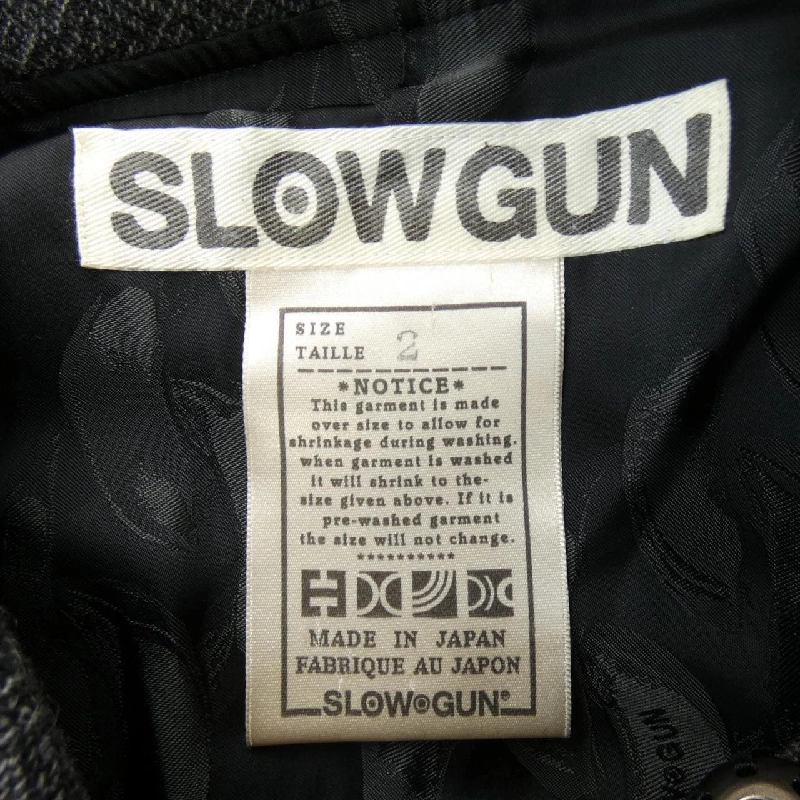 SLOWGUN
SIZE
TAILLE 2
*NOTICE*
This garment is made
over size to allow for
shrinkage during washing.
when garment is washed
it will shrink to the-
size given above. If it is
pre-washed garment
the size will not change.
**********
MADE IN JAPAN
FABRIQUE AU JAPON
SLOW GUN®
GUN